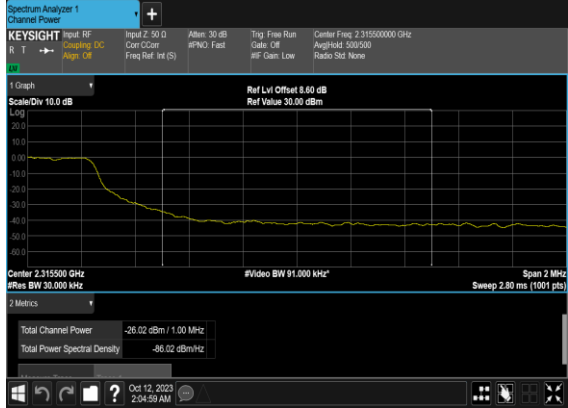 Spectrum Analyzer 1
Channel Power
+
KEYSIGHT Input: RF Input Z: 50 Ω Atten: 30 dB Trig: Free Run Center Freq: 2.315500000 GHz
R T Coupling: DC Corr CCorr #PNO: Fast Gate: Off Avg|Hold: 500/500
Align: Off Freq Ref: Int (S) #IF Gain: Low Radio Std: None
1 Graph
Ref Lvl Offset 8.60 dB
Scale/Div 10.0 dB Ref Value 30.00 dBm
Log
20.0
10.0
0.00
-10.0
-20.0
-30.0
-40.0
-50.0
-60.0
Center 2.315500 GHz #Video BW 91.000 kHz* Span 2 MHz
#Res BW 30.000 kHz Sweep 2.80 ms (1001 pts)
2 Metrics
Total Channel Power -26.02 dBm / 1.00 MHz
Total Power Spectral Density -86.02 dBm/Hz
? Oct 12, 2023
2:04:59 AM